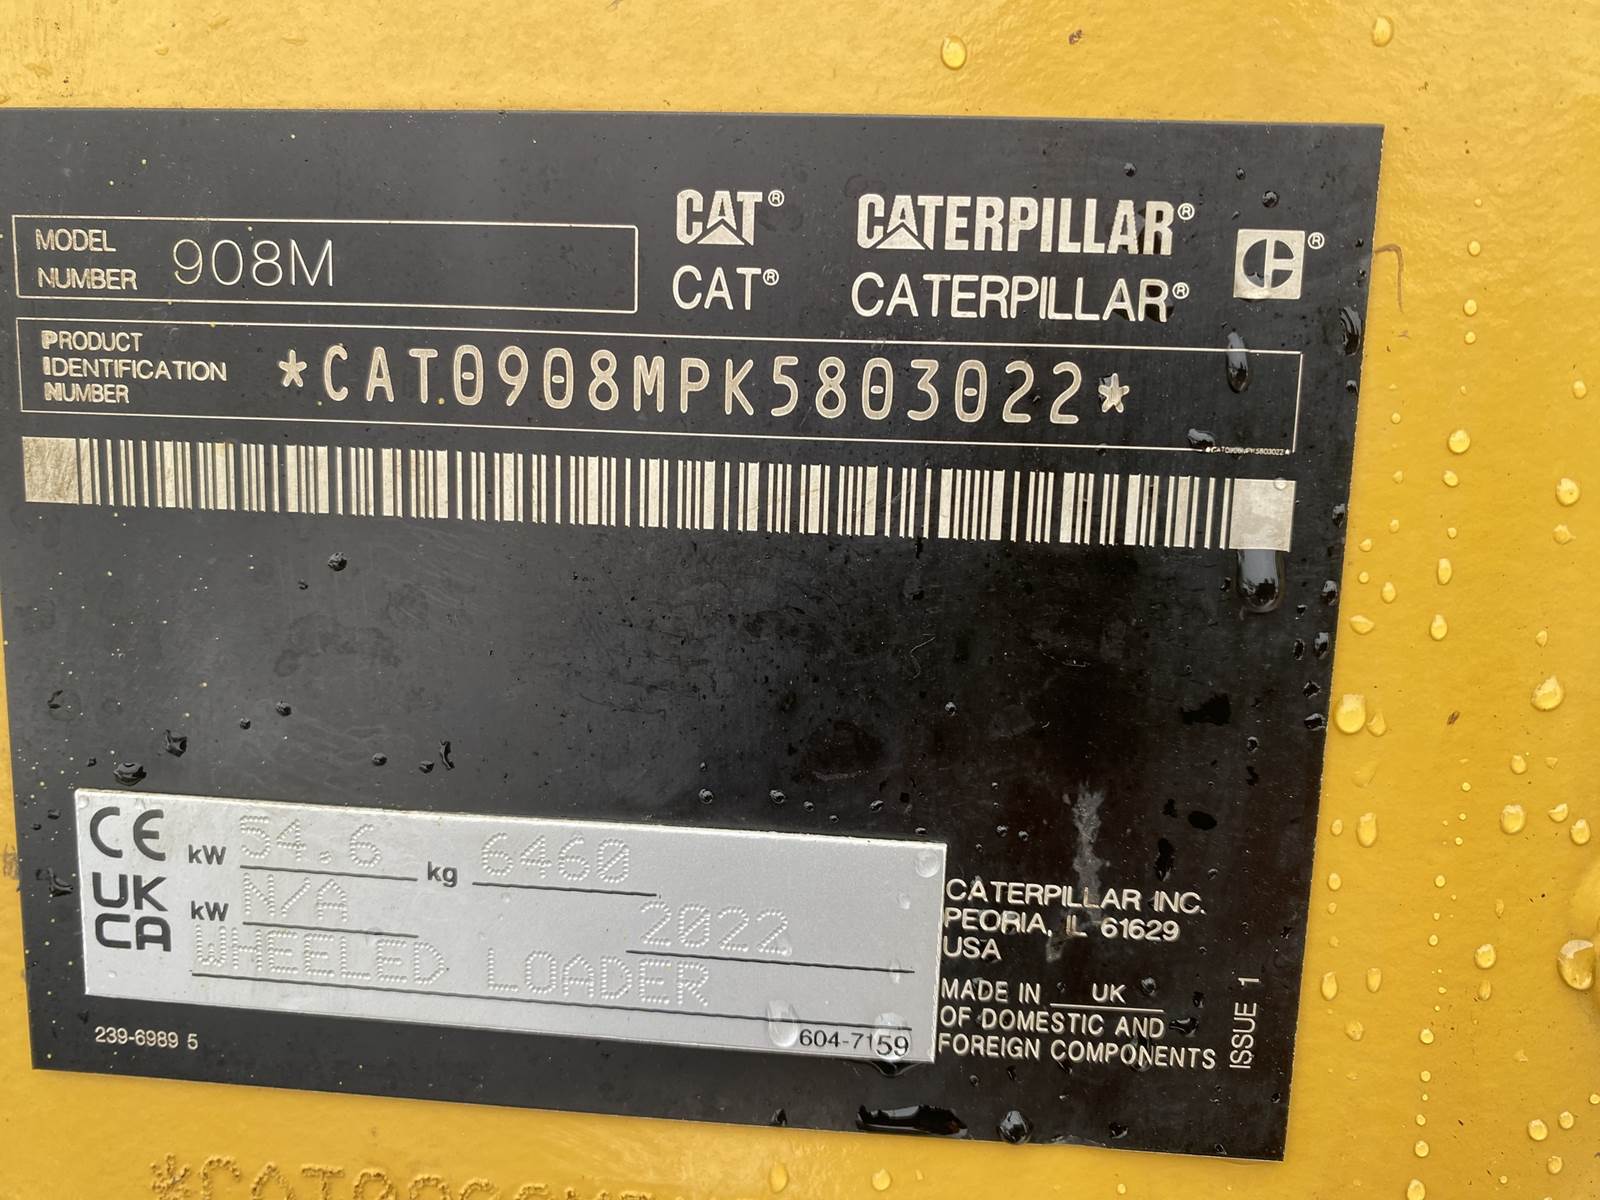 CAT® CATERPILLAR® ®
CAT® CATERPILLAR®
MODEL
NUMBER 908M
PRODUCT
IDENTIFICATION
NUMBER
*CAT0908MPK5803022*
*CAT0908MPK5803022*
CE
UK
CA
kW 54.6 kg 6460
kW N/A 2022
WHEELED LOADER
604-7159
239-6989 5
CATERPILLAR INC.
PEORIA, IL 61629
USA
MADE IN UK
OF DOMESTIC AND
FOREIGN COMPONENTS
ISSUE 1